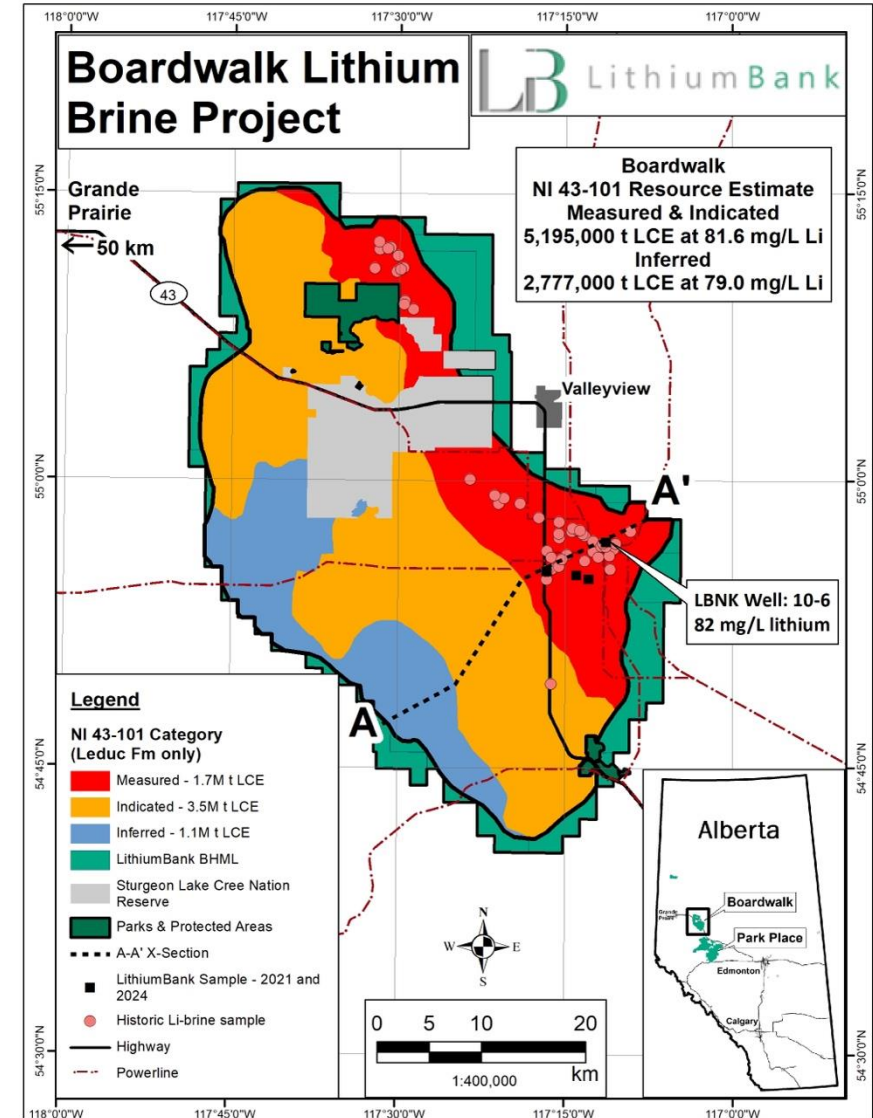 118°0'0"W
117°45'0"W
117°30'0"W
117°15'0"W
117°0'0"W
Boardwalk Lithium
Brine Project
LB LithiumBank
Boardwalk
NI 43-101 Resource Estimate
Measured & Indicated
5,195,000 t LCE at 81.6 mg/L Li
Inferred
2,777,000 t LCE at 79.0 mg/L Li
55°15'0"N
55°15'0"N
Grande
Prairie
50 km
43
Valleyview
55°0'0"N
55°0'0"N
A'
LBNK Well: 10-6
82 mg/L lithium
A
54°45'0"N
54°45'0"N
Legend
NI 43-101 Category
(Leduc Fm only)
Measured - 1.7M t LCE
Indicated - 3.5M t LCE
Inferred - 1.1M t LCE
LithiumBank BHML
Sturgeon Lake Cree Nation
Reserve
Parks & Protected Areas
A-A' X-Section
LithiumBank Sample - 2021 and
2024
Historic Li-brine sample
Highway
Powerline
N
W
E
S
0 5 10 20
km
1:400,000
Alberta
Grande
Prairie
Boardwalk
Park Place
Edmonton
Calgary
54°30'0"N
54°30'0"N
118°0'0"W
117°45'0"W
117°30'0"W
117°15'0"W
117°0'0"W